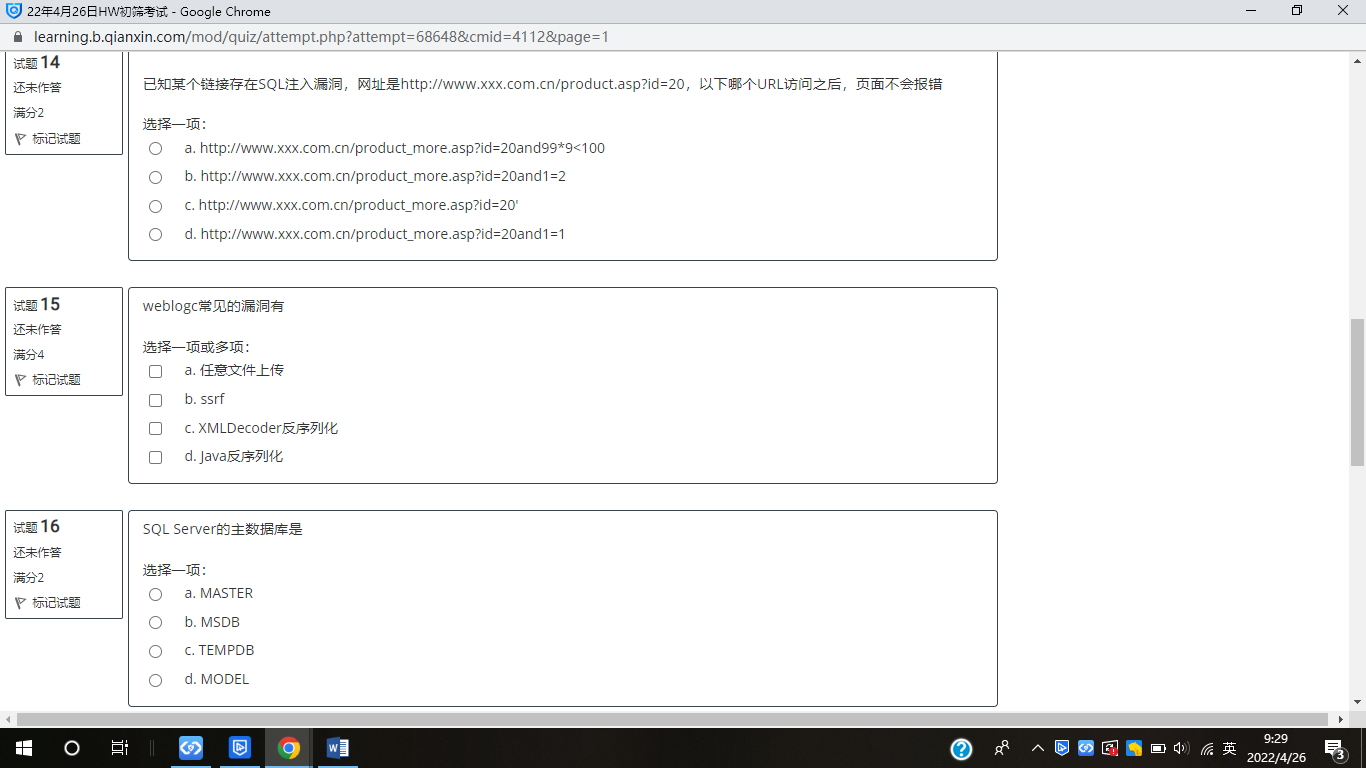 22年4月26日HW初筛考试 - Google Chrome
learning.b.qianxin.com/mod/quiz/attempt.php?attempt=68648&cmid=4112&page=1
试题 14
还未作答
满分2
标记试题
已知某个链接存在SQL注入漏洞，网址是http://www.xxx.com.cn/product.asp?id=20，以下哪个URL访问之后，页面不会报错
选择一项：
a. http://www.xxx.com.cn/product_more.asp?id=20and99*9<100
b. http://www.xxx.com.cn/product_more.asp?id=20and1=2
c. http://www.xxx.com.cn/product_more.asp?id=20'
d. http://www.xxx.com.cn/product_more.asp?id=20and1=1
试题 15
还未作答
满分4
标记试题
weblogc常见的漏洞有
选择一项或多项：
a. 任意文件上传
b. ssrf
c. XMLDecoder反序列化
d. Java反序列化
试题 16
还未作答
满分2
标记试题
SQL Server的主数据库是
选择一项：
a. MASTER
b. MSDB
c. TEMPDB
d. MODEL
英
9:29
2022/4/26
3